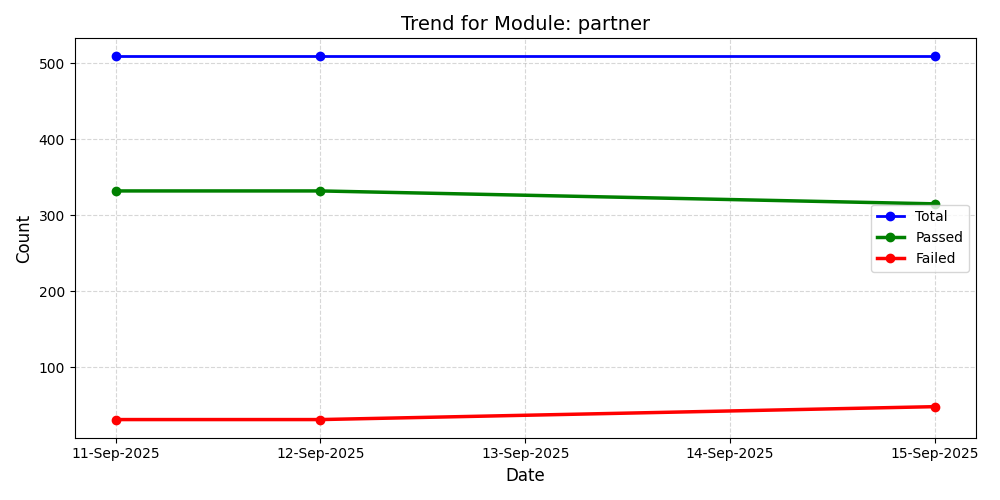 Trend for Module: partner
Count
500
400
300
200
100
Total
Passed
Failed
11-Sep-2025 12-Sep-2025 13-Sep-2025 14-Sep-2025 15-Sep-2025
Date